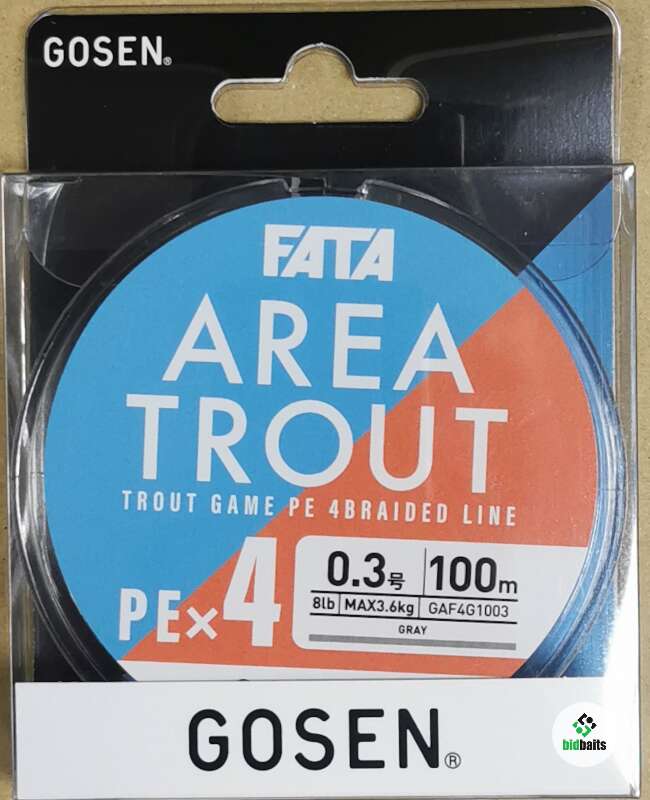 GOSEN®
FATA
AREA
TROUT
TROUT GAME PE 4BRAIDED LINE
PE×4
0.3号 100m
8lb MAX3.6kg GAF4G1003
GRAY
GOSEN®
bidbaits